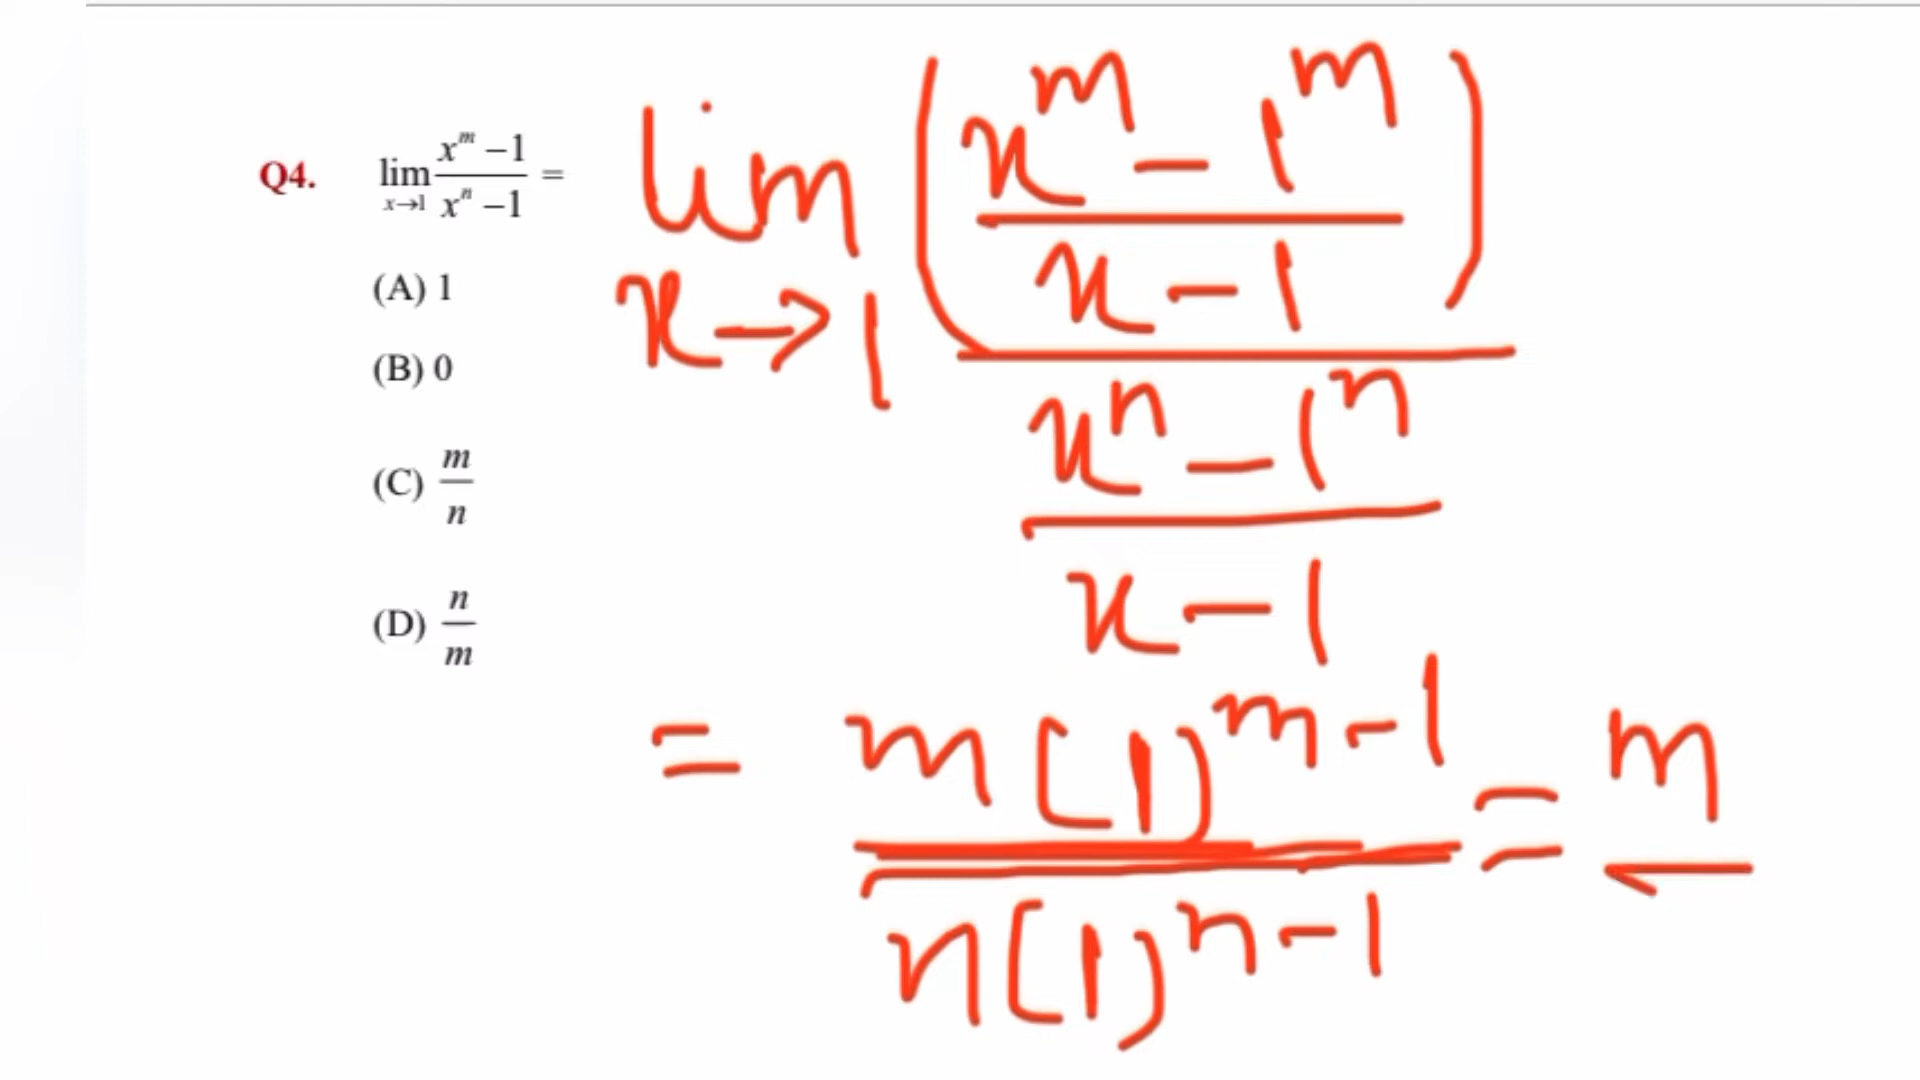 Q4. lim x→1 (x^m − 1)/(x^n − 1) =
(A) 1
(B) 0
(C) m/n
(D) n/m
lim x→1 ((x^m − 1^m)/(x − 1))/((x^n − 1^n)/(x − 1))
= m(1)^(m−1)/n(1)^(n−1) = m/